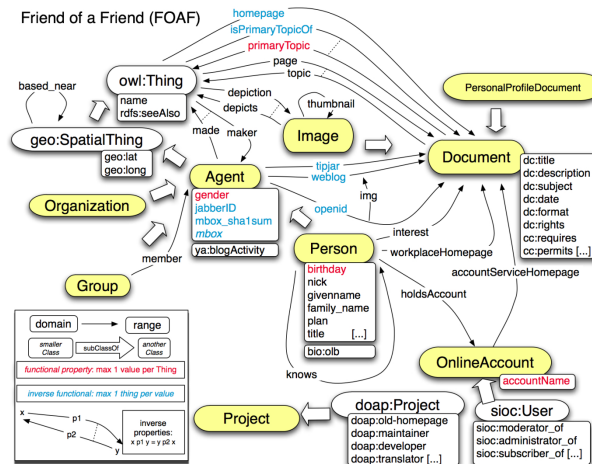 Friend of a Friend (FOAF)
homepage
isPrimaryTopicOf
primaryTopic
page
topic
owl:Thing
name
rdfs:seeAlso
based_near
geo:SpatialThing
geo:lat
geo:long
depiction
depicts
thumbnail
Image
made
maker
PersonalProfileDocument
Document
dc:title
dc:description
dc:subject
dc:date
dc:format
dc:rights
cc:requires
cc:permits [...]
Agent
gender
jabberID
mbox_sha1sum
mbox
ya:blogActivity
tipjar
weblog
img
openid
Organization
member
Group
interest
workplaceHomepage
accountServiceHomepage
Person
birthday
nick
givenname
family_name
plan
title [...]
bio:olb
knows
holdsAccount
OnlineAccount
accountName
domain
range
smaller
Class
subClassOf
another
Class
functional property: max 1 value per Thing
inverse functional: max 1 thing per value
x
p1
p2
y
inverse
properties:
x p1 y = y p2 x
Project
doap:Project
doap:old-homepage
doap:maintainer
doap:developer
doap:translator [...]
sioc:User
sioc:moderator_of
sioc:administrator_of
sioc:subscriber_of [...]